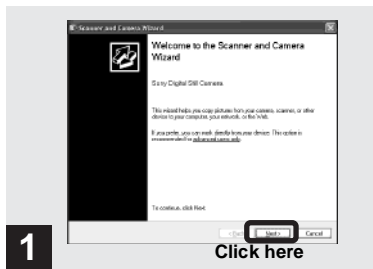 Scanner and Camera Wizard
Welcome to the Scanner and Camera
Wizard
Sony Digital Still Camera
This wizard helps you copy pictures from your camera, scanner, or other
device to your computer, your network, or the Web.
If you prefer, you can work directly from your device. This option is
recommended for advanced users only.
To continue, click Next.
< Back Next > Cancel
1
Click here